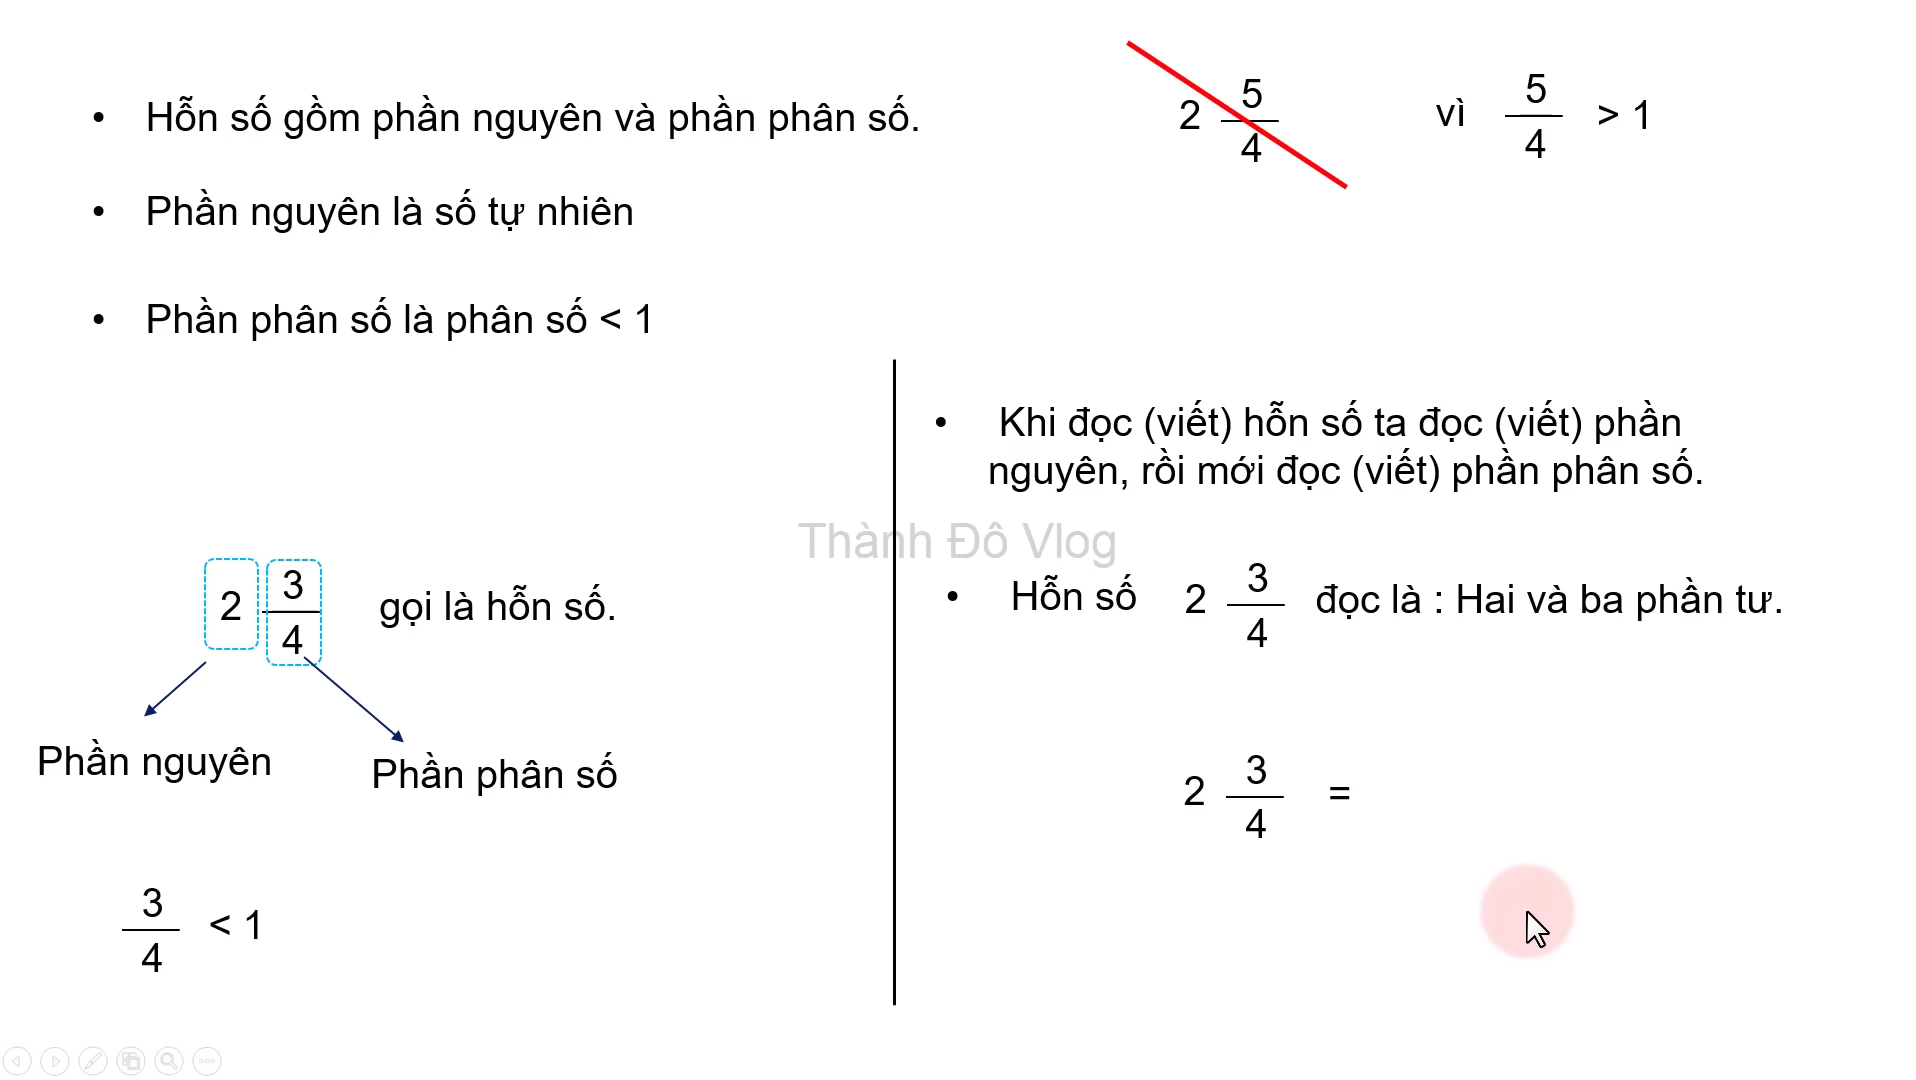 • Hỗn số gồm phần nguyên và phần phân số.
• Phần nguyên là số tự nhiên
• Phần phân số là phân số < 1
2 5/4 vì 5/4 > 1
2 3/4 gọi là hỗn số.
Phần nguyên
Phần phân số
3/4 < 1
• Khi đọc (viết) hỗn số ta đọc (viết) phần
nguyên, rồi mới đọc (viết) phần phân số.
Thành Đô Vlog
• Hỗn số 2 3/4 đọc là : Hai và ba phần tư.
2 3/4 =